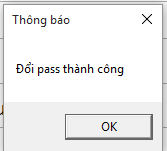 Thông báo
Đổi pass thành công
OK